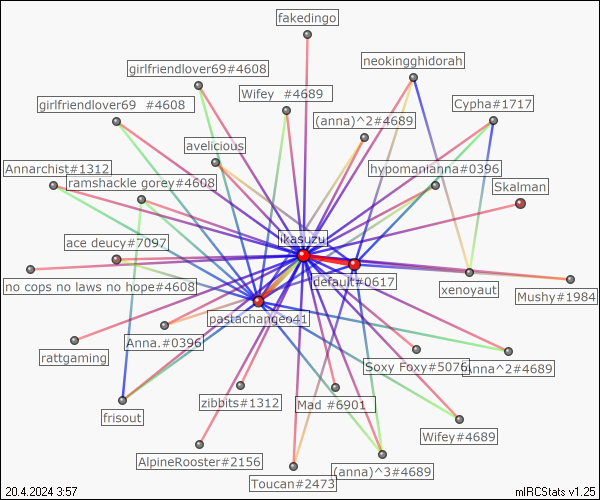 fakedingo
neokingghidorah
girlfriendlover69#4608
Wifey  #4689
girlfriendlover69  #4608
Cypha#1717
(anna)^2#4689
avelicious
Annarchist#1312
hypomanianna#0396
ramshackle gorey#4608
Skalman
ikasuzu
ace deucy#7097
default#0617
no cops no laws no hope#4608
xenoyaut
Mushy#1984
pastachangeo41
Anna.#0396
rattgaming
Soxy Foxy#5076
Anna^2#4689
zibbits#1312
Mad #6901
frisout
Wifey#4689
AlpineRooster#2156
(anna)^3#4689
Toucan#2473
20.4.2024 3:57
mIRCStats v1.25